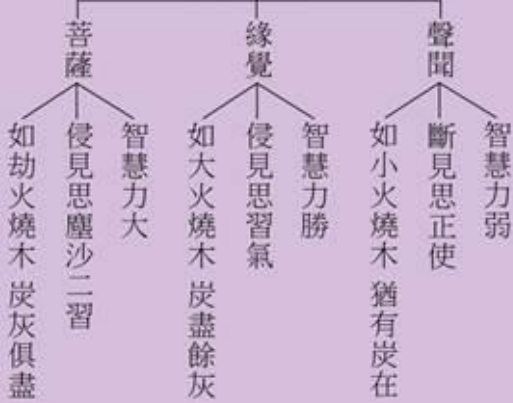 聲聞
智慧力弱
斷見思正使
如小火燒木 猶有炭在
緣覺
智慧力勝
侵見思習氣
如大火燒木 炭盡餘灰
菩薩
智慧力大
侵見思塵沙二習
如劫火燒木 炭灰俱盡